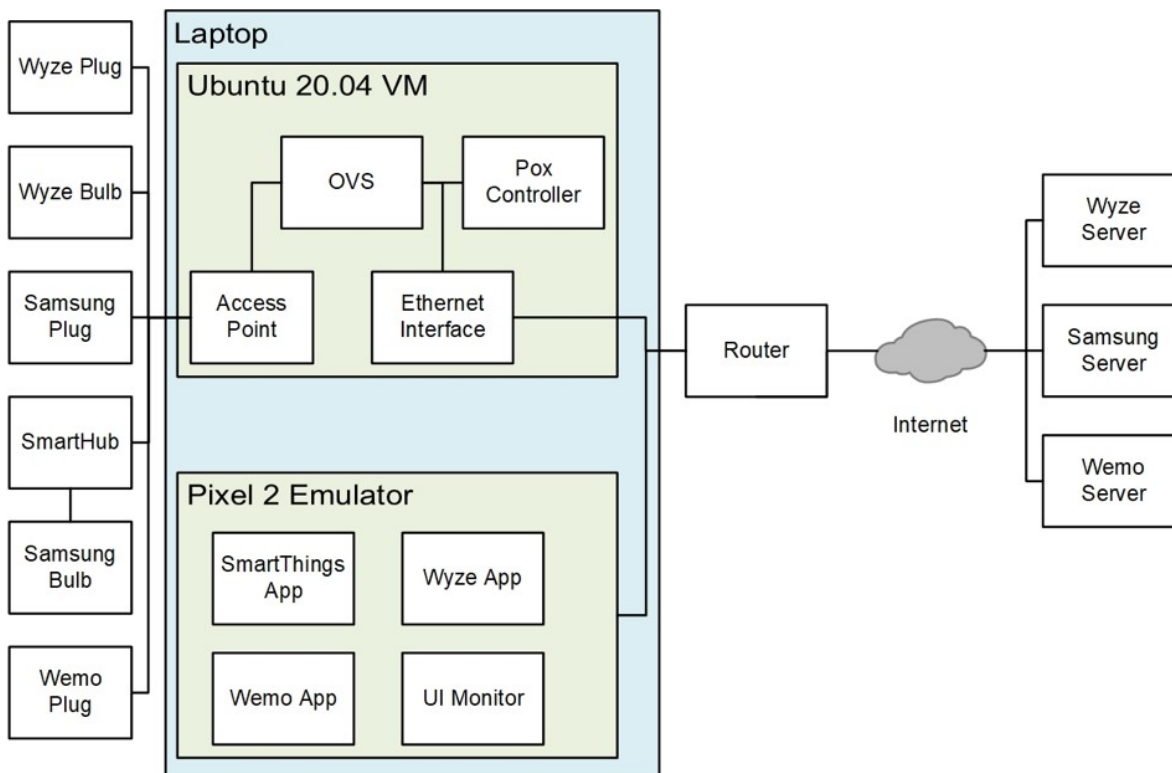 Laptop
Wyze Plug
Ubuntu 20.04 VM
Wyze Bulb
OVS
Pox
Controller
Wyze
Server
Samsung
Plug
Access
Point
Ethernet
Interface
Router
Samsung
Server
SmartHub
Internet
Wemo
Server
Pixel 2 Emulator
Samsung
Bulb
SmartThings
App
Wyze App
Wemo
Plug
Wemo App
UI Monitor